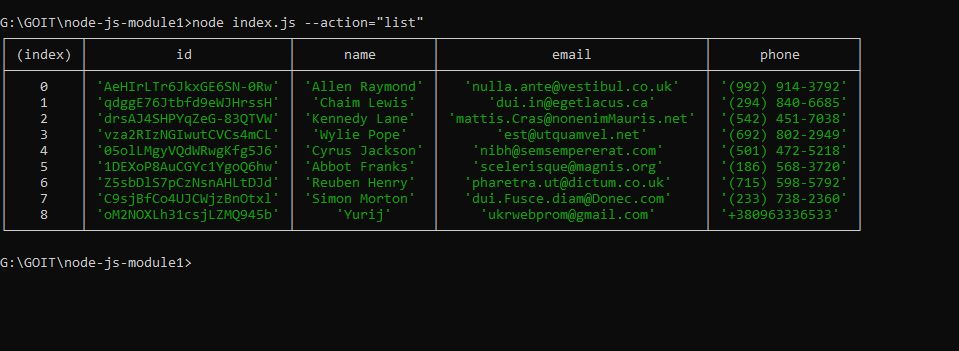 G:\GOIT\node-js-module1>node index.js --action="list"
(index) id name email phone
0 'AeHIrLTr6JkxGE6SN-0Rw' 'Allen Raymond' 'nulla.ante@vestibul.co.uk' '(992) 914-3792'
1 'qdggE76Jtbfd9eWJHrssH' 'Chaim Lewis' 'dui.in@egetlacus.ca' '(294) 840-6685'
2 'drsAJ4SHPYqZeG-83QTVW' 'Kennedy Lane' 'mattis.Cras@nonenimMauris.net' '(542) 451-7038'
3 'vza2RIzNGIwutCVCs4mCL' 'Wylie Pope' 'est@utquamvel.net' '(692) 802-2949'
4 '05olLMgyVQdWRwgKfg5J6' 'Cyrus Jackson' 'nibh@semsempererat.com' '(501) 472-5218'
5 '1DEXoP8AuCGYc1YgoQ6hw' 'Abbot Franks' 'scelerisque@magnis.org' '(186) 568-3720'
6 'Z5sbDlS7pCzNsnAHLtDJd' 'Reuben Henry' 'pharetra.ut@dictum.co.uk' '(715) 598-5792'
7 'C9sjBfCo4UJCWjzBnOtxl' 'Simon Morton' 'dui.Fusce.diam@Donec.com' '(233) 738-2360'
8 'oM2NOXLh31csjLZMQ945b' 'Yurij' 'ukrwebprom@gmail.com' '+380963336533'
G:\GOIT\node-js-module1>